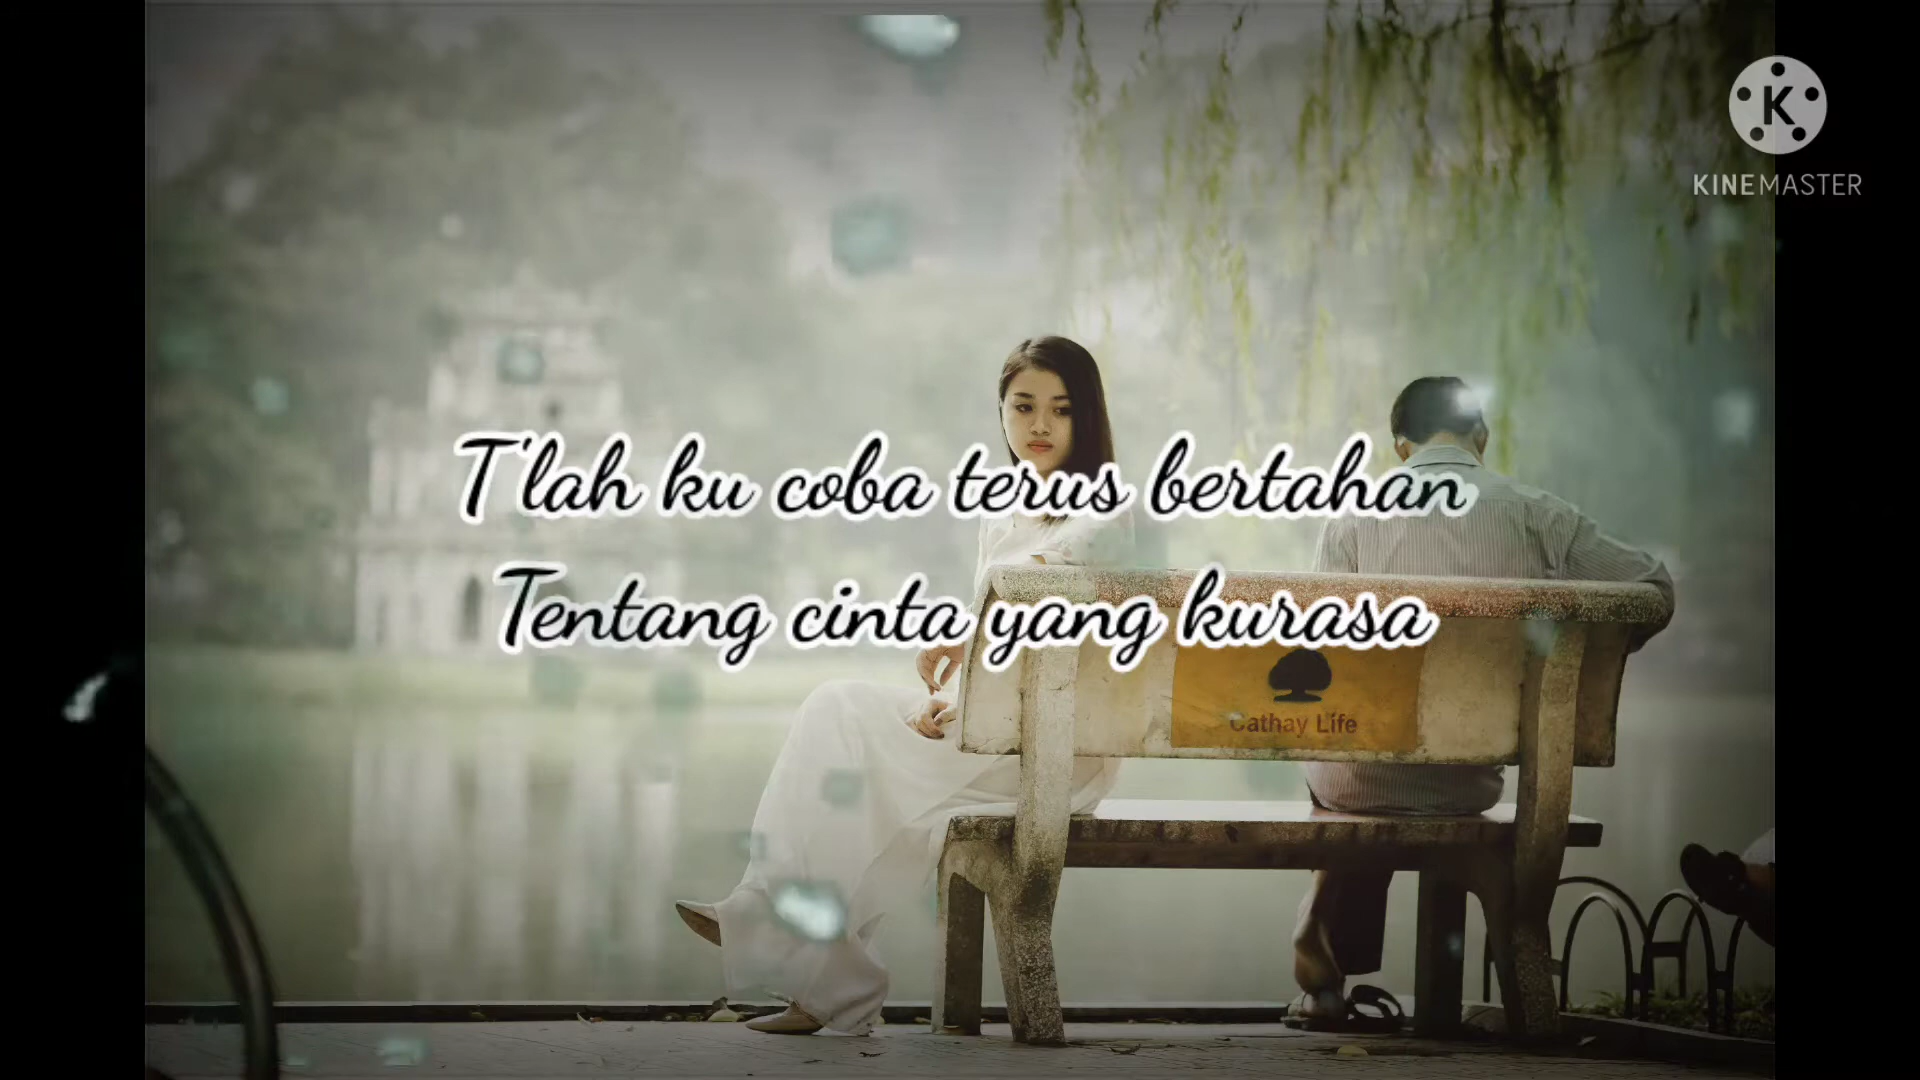 KINEMASTER
T'lah ku coba terus bertahan
Tentang cinta yang kurasa
Cathay Life